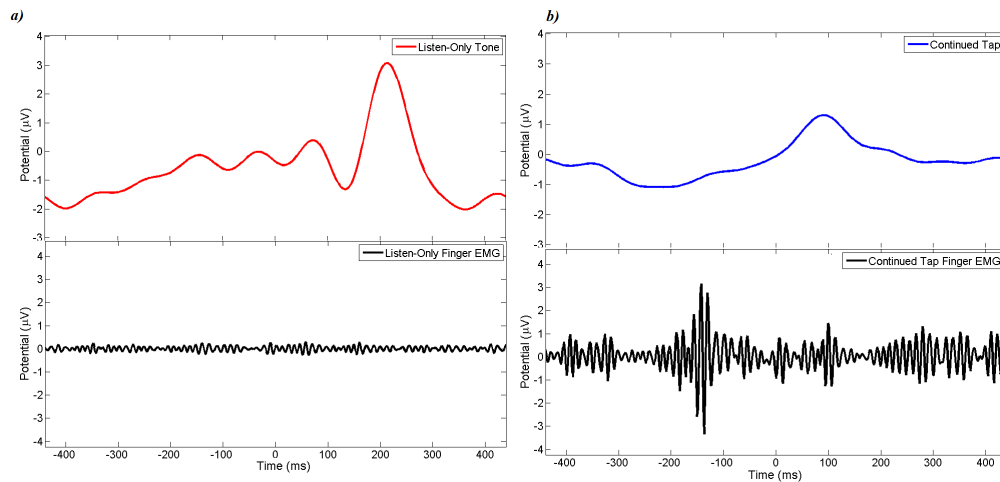 a)
Listen-Only Tone
Potential (µV)
4
3
2
1
0
-1
-2
-3
Listen-Only Finger EMG
Potential (µV)
4
3
2
1
0
-1
-2
-3
-4
-400 -300 -200 -100 0 100 200 300 400
Time (ms)
b)
Continued Tap
Potential (µV)
4
3
2
1
0
-1
-2
-3
Continued Tap Finger EMG
Potential (µV)
4
3
2
1
0
-1
-2
-3
-4
-400 -300 -200 -100 0 100 200 300 400
Time (ms)